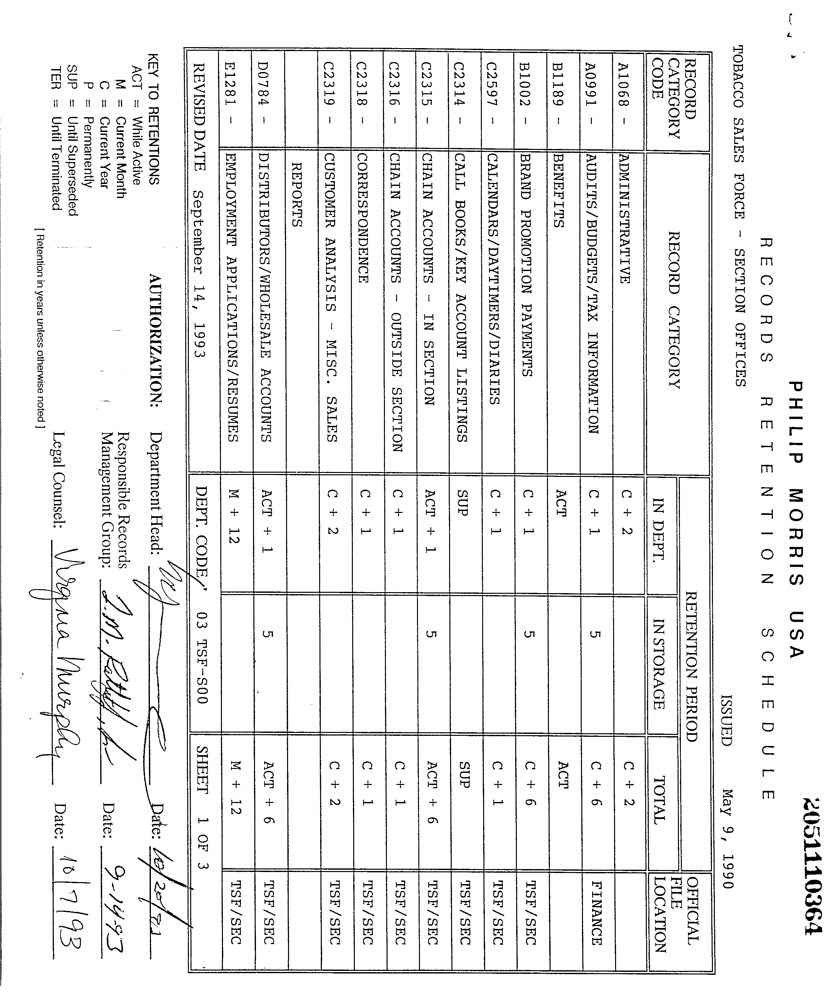 2051110364
PHILIP MORRIS USA
RECORDS RETENTION SCHEDULE
TOBACCO SALES FORCE - SECTION OFFICES ISSUED May 9, 1990
RECORD CATEGORY CODE RECORD CATEGORY RETENTION PERIOD OFFICIAL FILE LOCATION
IN DEPT. IN STORAGE TOTAL
A1068 - ADMINISTRATIVE C + 2 C + 2
A0991 - AUDITS/BUDGETS/TAX INFORMATION C + 1 5 C + 6 FINANCE
B1189 - BENEFITS ACT ACT
B1002 - BRAND PROMOTION PAYMENTS C + 1 5 C + 6 TSF/SEC
C2597 - CALENDARS/DAYTIMERS/DIARIES C + 1 C + 1 TSF/SEC
C2314 - CALL BOOKS/KEY ACCOUNT LISTINGS SUP SUP TSF/SEC
C2315 - CHAIN ACCOUNTS - IN SECTION ACT + 1 5 ACT + 6 TSF/SEC
C2316 - CHAIN ACCOUNTS - OUTSIDE SECTION C + 1 C + 1 TSF/SEC
C2318 - CORRESPONDENCE C + 1 C + 1 TSF/SEC
C2319 - CUSTOMER ANALYSIS - MISC. SALES C + 2 C + 2 TSF/SEC
REPORTS
D0784 - DISTRIBUTORS/WHOLESALE ACCOUNTS ACT + 1 5 ACT + 6 TSF/SEC
E1281 - EMPLOYMENT APPLICATIONS/RESUMES M + 12 M + 12 TSF/SEC
REVISED DATE September 14, 1993 DEPT. CODE 03 TSF-S00 SHEET 1 OF 3
KEY TO RETENTIONS
ACT = While Active
M = Current Month
C = Current Year
P = Permanently
SUP = Until Superseded
TER = Until Terminated
[ Retention in years unless otherwise noted ]
AUTHORIZATION: Department Head: Date: 10/20/93
Responsible Records
Management Group: Date: 9-14-93
Legal Counsel: Virginia Murphy Date: 10/7/93